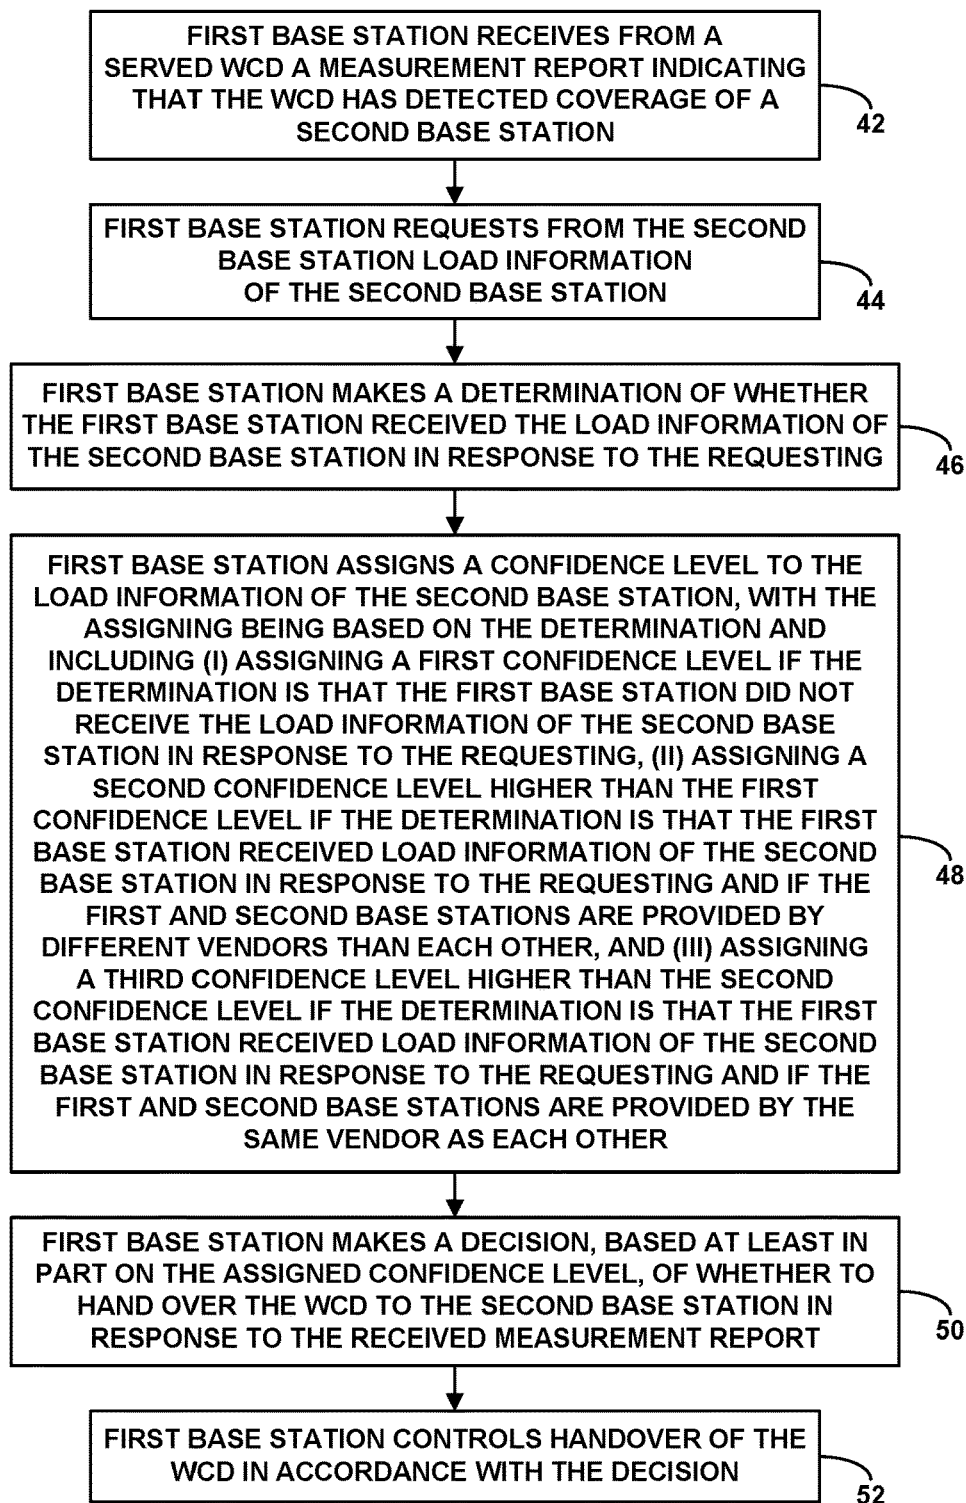 FIRST BASE STATION RECEIVES FROM A
SERVED WCD A MEASUREMENT REPORT INDICATING
THAT THE WCD HAS DETECTED COVERAGE OF A
SECOND BASE STATION
42
FIRST BASE STATION REQUESTS FROM THE SECOND
BASE STATION LOAD INFORMATION
OF THE SECOND BASE STATION
44
FIRST BASE STATION MAKES A DETERMINATION OF WHETHER
THE FIRST BASE STATION RECEIVED THE LOAD INFORMATION OF
THE SECOND BASE STATION IN RESPONSE TO THE REQUESTING
46
FIRST BASE STATION ASSIGNS A CONFIDENCE LEVEL TO THE
LOAD INFORMATION OF THE SECOND BASE STATION, WITH THE
ASSIGNING BEING BASED ON THE DETERMINATION AND
INCLUDING (I) ASSIGNING A FIRST CONFIDENCE LEVEL IF THE
DETERMINATION IS THAT THE FIRST BASE STATION DID NOT
RECEIVE THE LOAD INFORMATION OF THE SECOND BASE
STATION IN RESPONSE TO THE REQUESTING, (II) ASSIGNING A
SECOND CONFIDENCE LEVEL HIGHER THAN THE FIRST
CONFIDENCE LEVEL IF THE DETERMINATION IS THAT THE FIRST
BASE STATION RECEIVED LOAD INFORMATION OF THE SECOND
BASE STATION IN RESPONSE TO THE REQUESTING AND IF THE
FIRST AND SECOND BASE STATIONS ARE PROVIDED BY
DIFFERENT VENDORS THAN EACH OTHER, AND (III) ASSIGNING
A THIRD CONFIDENCE LEVEL HIGHER THAN THE SECOND
CONFIDENCE LEVEL IF THE DETERMINATION IS THAT THE FIRST
BASE STATION RECEIVED LOAD INFORMATION OF THE SECOND
BASE STATION IN RESPONSE TO THE REQUESTING AND IF THE
FIRST AND SECOND BASE STATIONS ARE PROVIDED BY THE
SAME VENDOR AS EACH OTHER
48
FIRST BASE STATION MAKES A DECISION, BASED AT LEAST IN
PART ON THE ASSIGNED CONFIDENCE LEVEL, OF WHETHER TO
HAND OVER THE WCD TO THE SECOND BASE STATION IN
RESPONSE TO THE RECEIVED MEASUREMENT REPORT
50
FIRST BASE STATION CONTROLS HANDOVER OF THE
WCD IN ACCORDANCE WITH THE DECISION
52